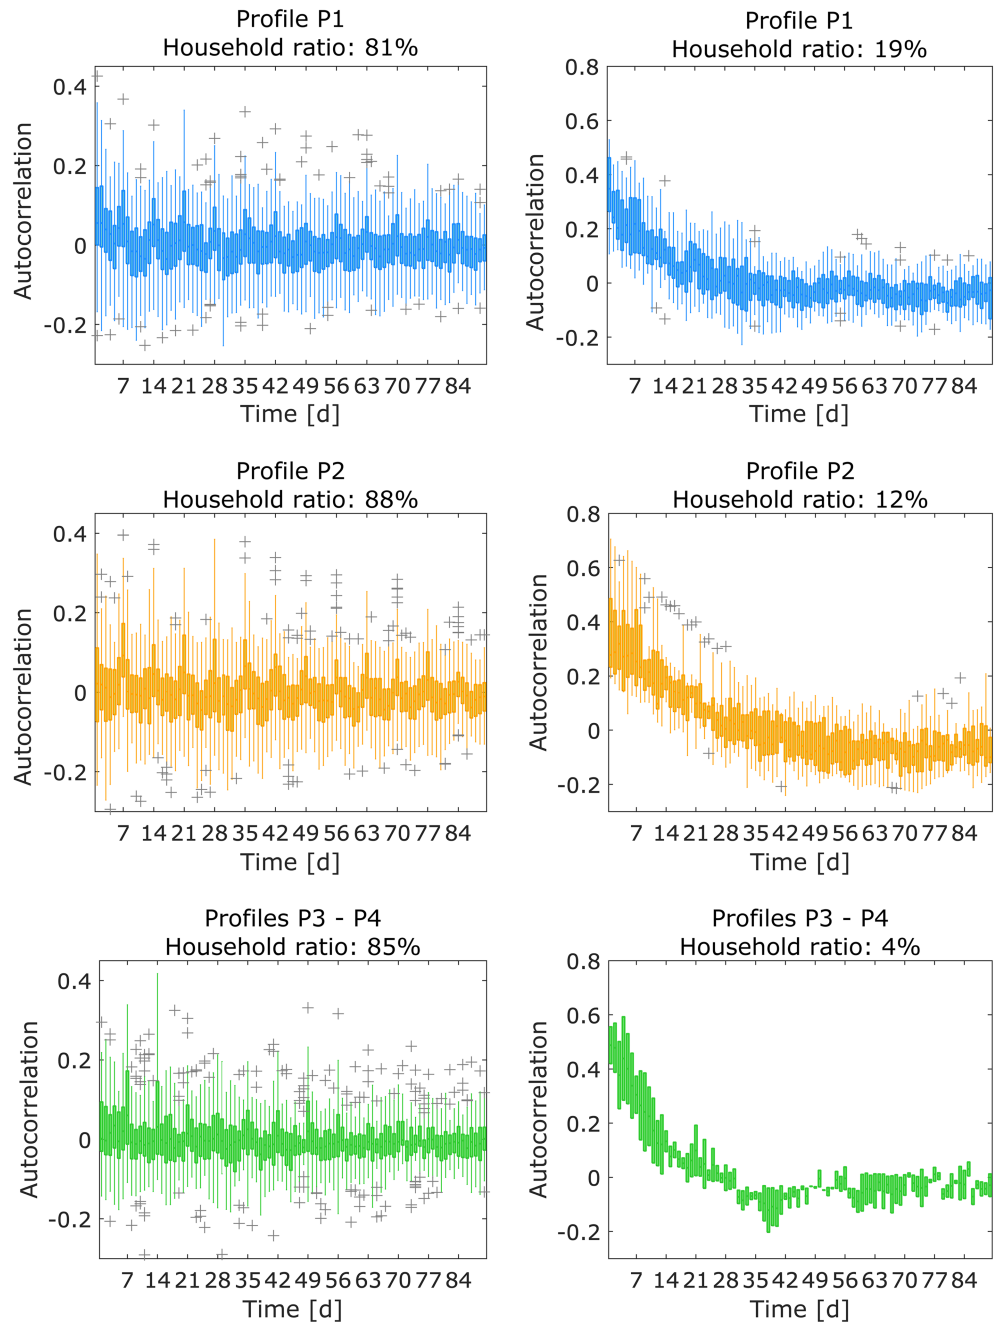 Profile P1
Household ratio: 81%
0.4
0.2
0
-0.2
Autocorrelation
7 14 21 28 35 42 49 56 63 70 77 84
Time [d]
Profile P1
Household ratio: 19%
0.8
0.6
0.4
0.2
0
-0.2
Autocorrelation
7 14 21 28 35 42 49 56 63 70 77 84
Time [d]
Profile P2
Household ratio: 88%
0.4
0.2
0
-0.2
Autocorrelation
7 14 21 28 35 42 49 56 63 70 77 84
Time [d]
Profile P2
Household ratio: 12%
0.8
0.6
0.4
0.2
0
-0.2
Autocorrelation
7 14 21 28 35 42 49 56 63 70 77 84
Time [d]
Profiles P3 - P4
Household ratio: 85%
0.4
0.2
0
-0.2
Autocorrelation
7 14 21 28 35 42 49 56 63 70 77 84
Time [d]
Profiles P3 - P4
Household ratio: 4%
0.8
0.6
0.4
0.2
0
-0.2
Autocorrelation
7 14 21 28 35 42 49 56 63 70 77 84
Time [d]